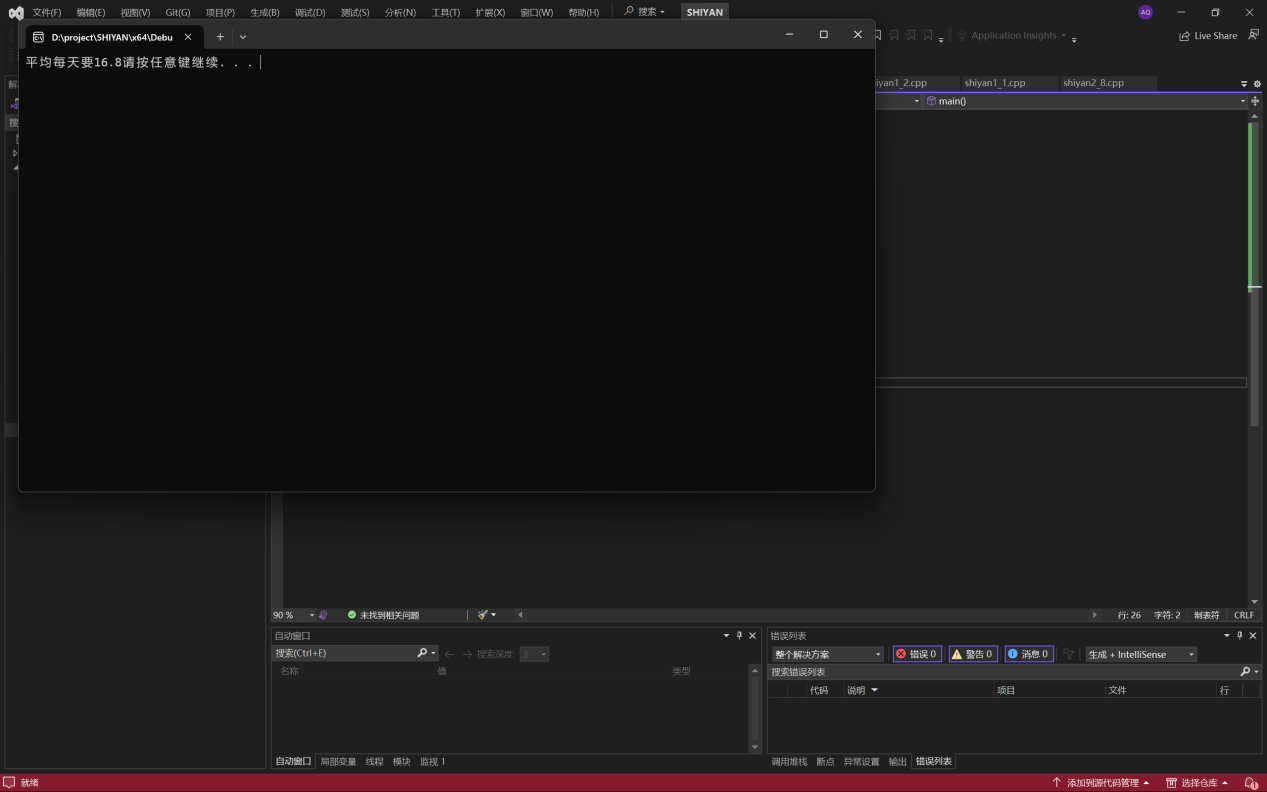 文件(F) 编辑(E) 视图(V) Git(G) 项目(P) 生成(B) 调试(D) 测试(S) 分析(N) 工具(T) 扩展(X) 窗口(W) 帮助(H) 搜索 SHIYAN AQ
D:\project\SHIYAN\x64\Debu
Application Insights Live Share
平均每天要16.8请按任意键继续. . .
iyan1_2.cpp shiyan1_1.cpp shiyan2_8.cpp
main()
90 % 未找到相关问题 行: 26 字符: 2 制表符 CRLF
自动窗口
搜索(Ctrl+E) 搜索深度: 3
名称 值 类型
自动窗口 局部变量 线程 模块 监视 1
错误列表
整个解决方案 错误 0 警告 0 消息 0 生成 + IntelliSense
搜索错误列表
代码 说明 项目 文件 行
调用堆栈 断点 异常设置 输出 错误列表
就绪 添加到源代码管理 选择仓库 1